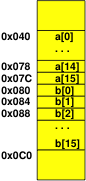 0x040 a[0]
. . .
0x078 a[14]
0x07C a[15]
0x080 b[0]
0x084 b[1]
0x088 b[2]
. . .
b[15]
0x0C0